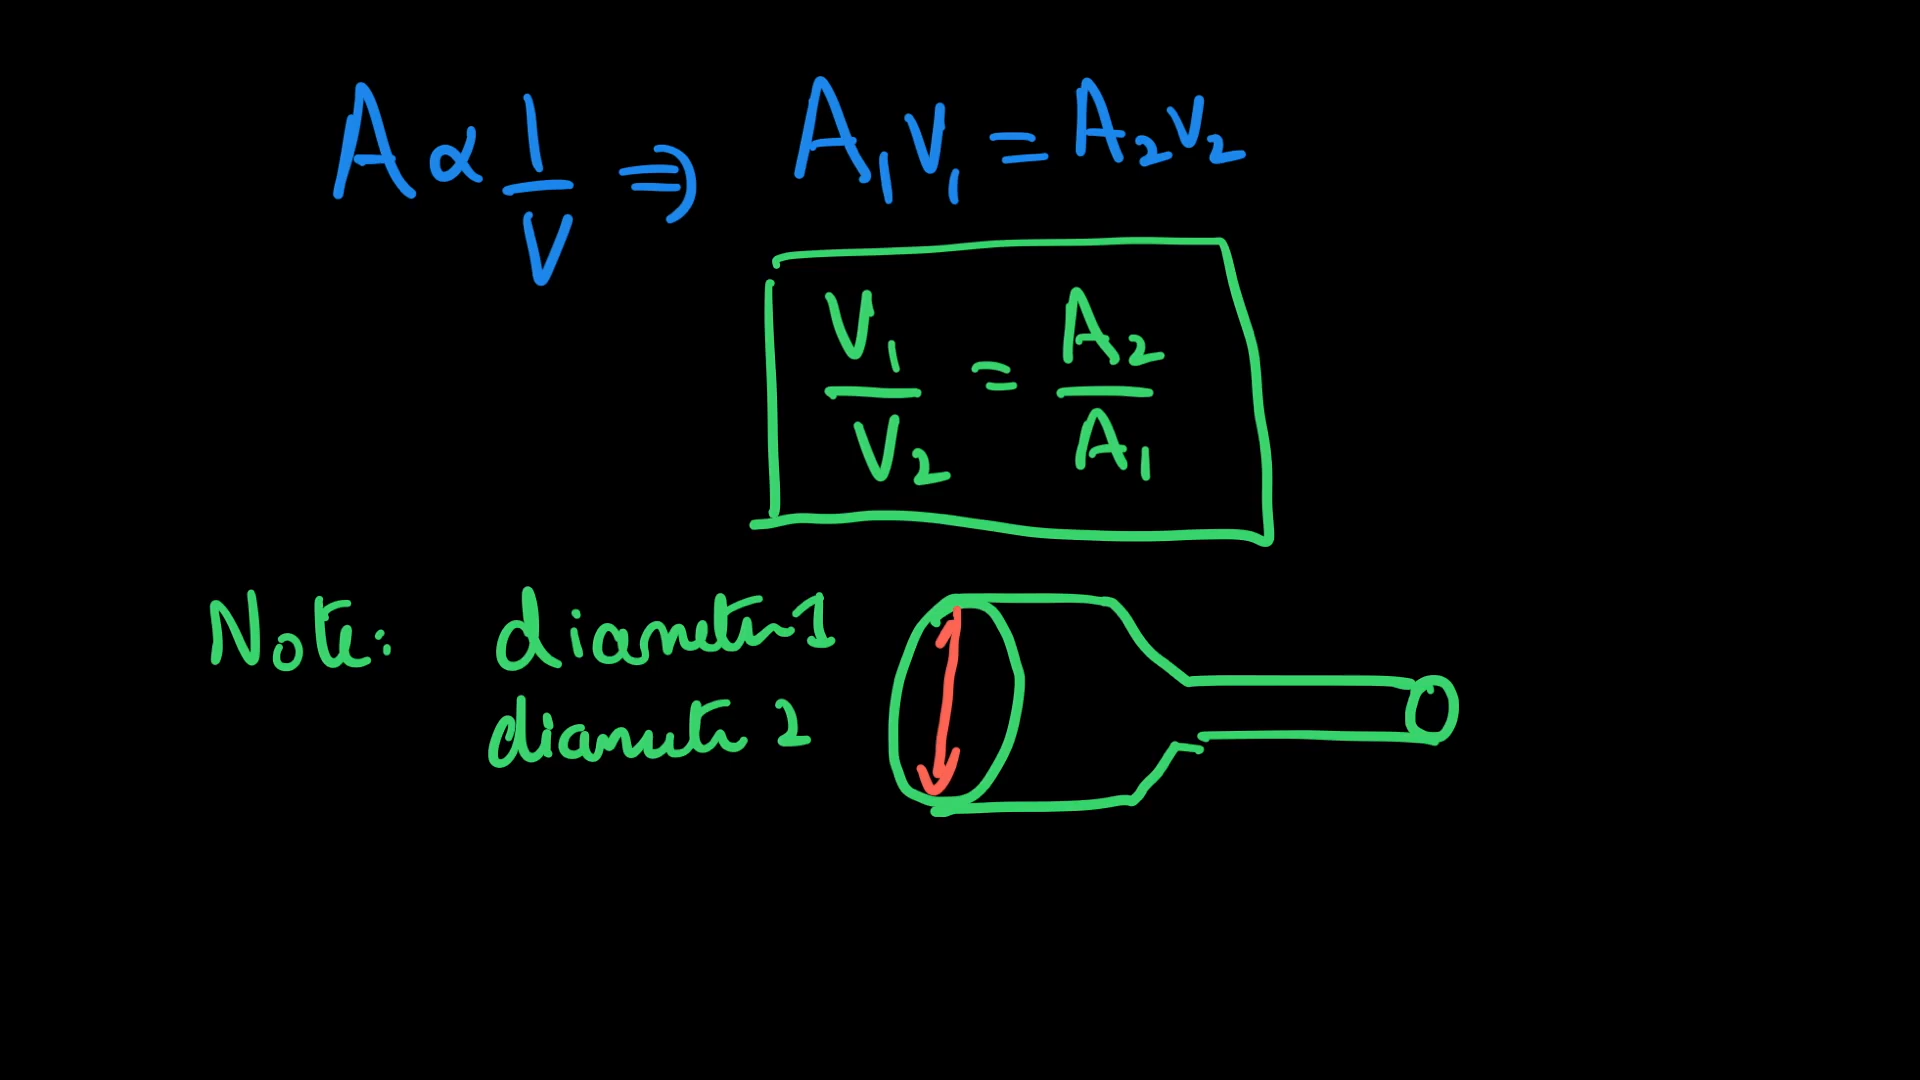 A ∝ 1/V ⇒ A₁V₁ = A₂V₂
V₁/V₂ = A₂/A₁
Note: diameter 1
diameter 2